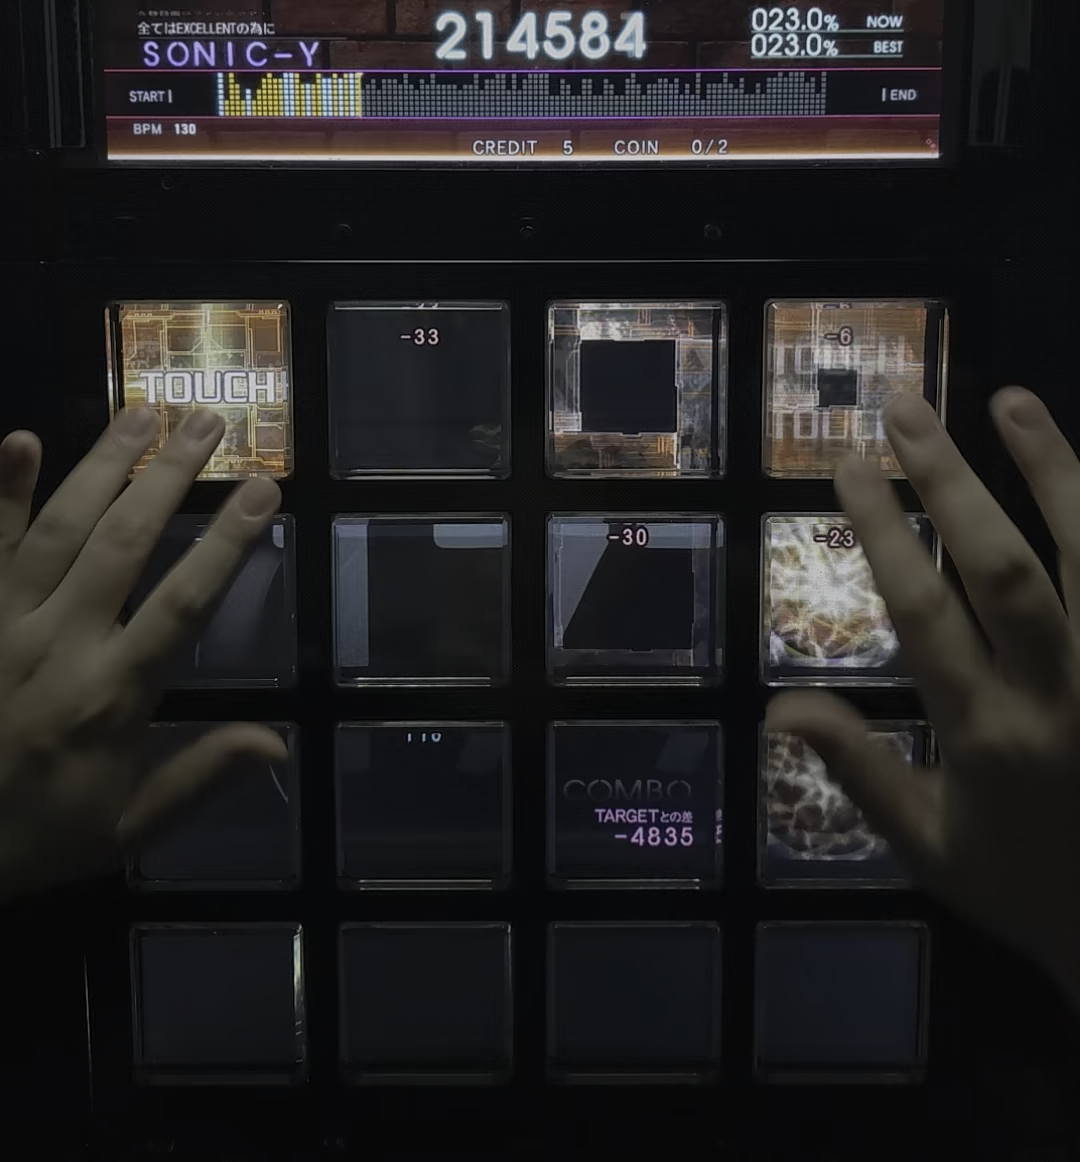 全てはEXCELLENTの為に
SONIC-Y
214584
023.0% NOW
023.0% BEST
START
END
BPM 130
CREDIT 5 COIN 0/2
TOUCH
-33
-6
TOUCH
TOUCH
-30
-23
COMBO
TARGETとの差
-4835